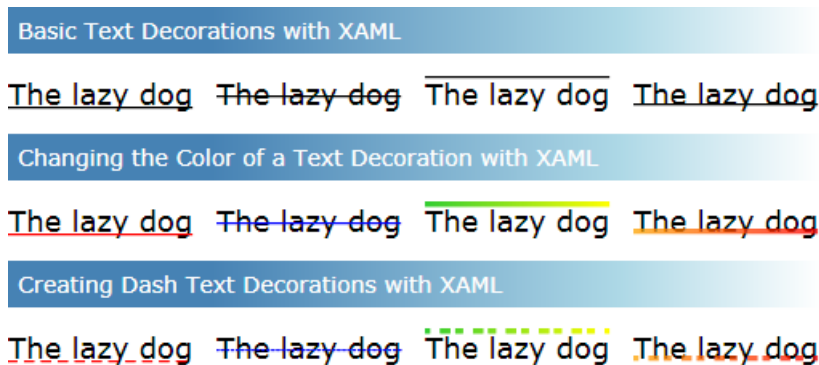 Basic Text Decorations with XAML
The lazy dog The lazy dog The lazy dog The lazy dog
Changing the Color of a Text Decoration with XAML
The lazy dog The lazy dog The lazy dog The lazy dog
Creating Dash Text Decorations with XAML
The lazy dog The lazy dog The lazy dog The lazy dog